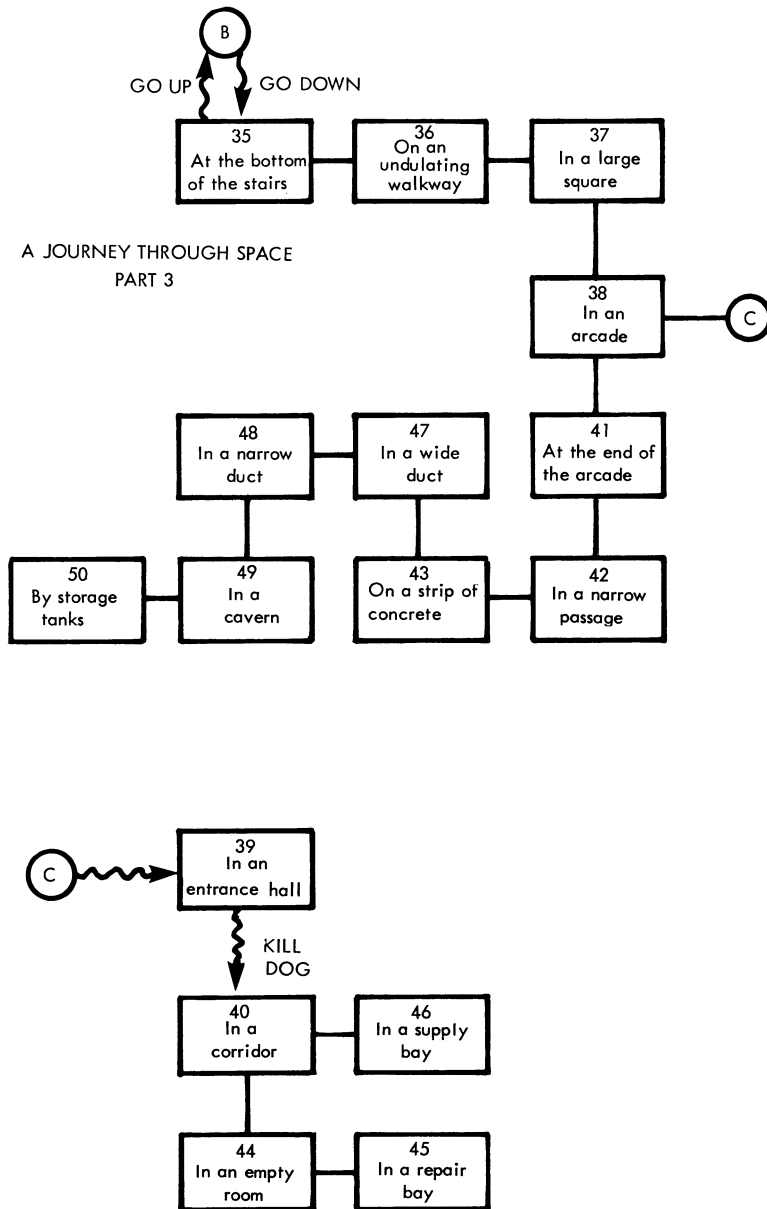 B
GO UP
GO DOWN
35
At the bottom
of the stairs
36
On an
undulating
walkway
37
In a large
square
A JOURNEY THROUGH SPACE
PART 3
38
In an
arcade
C
48
In a narrow
duct
47
In a wide
duct
41
At the end of
the arcade
50
By storage
tanks
49
In a
cavern
43
On a strip of
concrete
42
In a narrow
passage
C
39
In an
entrance hall
KILL
DOG
40
In a
corridor
46
In a supply
bay
44
In an empty
room
45
In a repair
bay